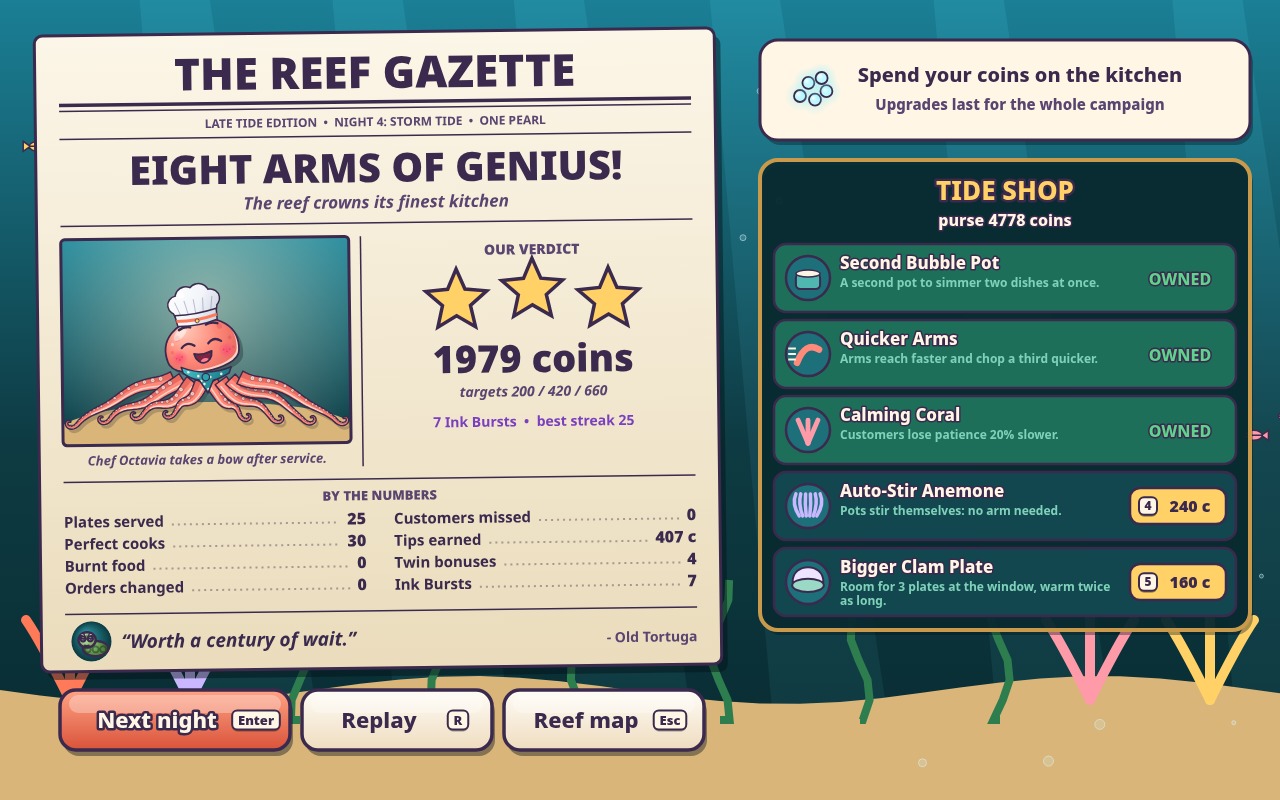 THE REEF GAZETTE
LATE TIDE EDITION • NIGHT 4: STORM TIDE • ONE PEARL
EIGHT ARMS OF GENIUS!
The reef crowns its finest kitchen
OUR VERDICT
1979 coins
targets 200 / 420 / 660
7 Ink Bursts • best streak 25
Chef Octavia takes a bow after service.
BY THE NUMBERS
Plates served 25
Perfect cooks 30
Burnt food 0
Orders changed 0
Customers missed 0
Tips earned 407 c
Twin bonuses 4
Ink Bursts 7
“Worth a century of wait.”
- Old Tortuga
Next night Enter
Replay R
Reef map Esc
Spend your coins on the kitchen
Upgrades last for the whole campaign
TIDE SHOP
purse 4778 coins
Second Bubble Pot
A second pot to simmer two dishes at once.
OWNED
Quicker Arms
Arms reach faster and chop a third quicker.
OWNED
Calming Coral
Customers lose patience 20% slower.
OWNED
Auto-Stir Anemone
Pots stir themselves: no arm needed.
4 240 c
Bigger Clam Plate
Room for 3 plates at the window, warm twice
as long.
5 160 c